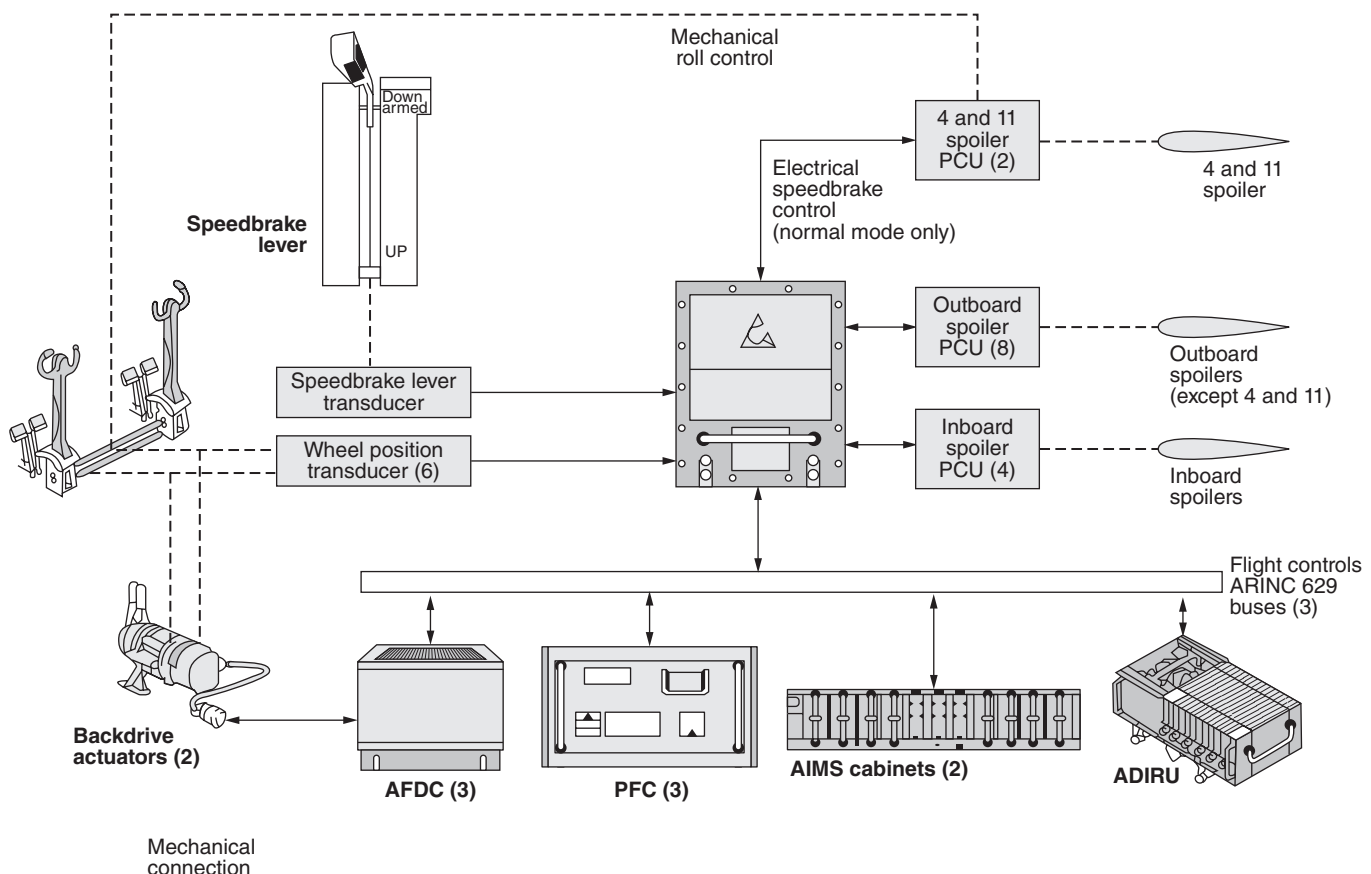 Mechanical
roll control
Down
armed
4 and 11
spoiler
PCU (2)
Electrical
speedbrake
control
(normal mode only)
4 and 11
spoiler
Speedbrake
lever
UP
Outboard
spoiler
PCU (8)
Outboard
spoilers
(except 4 and 11)
Speedbrake lever
transducer
Inboard
spoiler
PCU (4)
Wheel position
transducer (6)
Inboard
spoilers
Flight controls
ARINC 629
buses (3)
Backdrive
actuators (2)
AFDC (3)
PFC (3)
AIMS cabinets (2)
ADIRU
Mechanical
connection